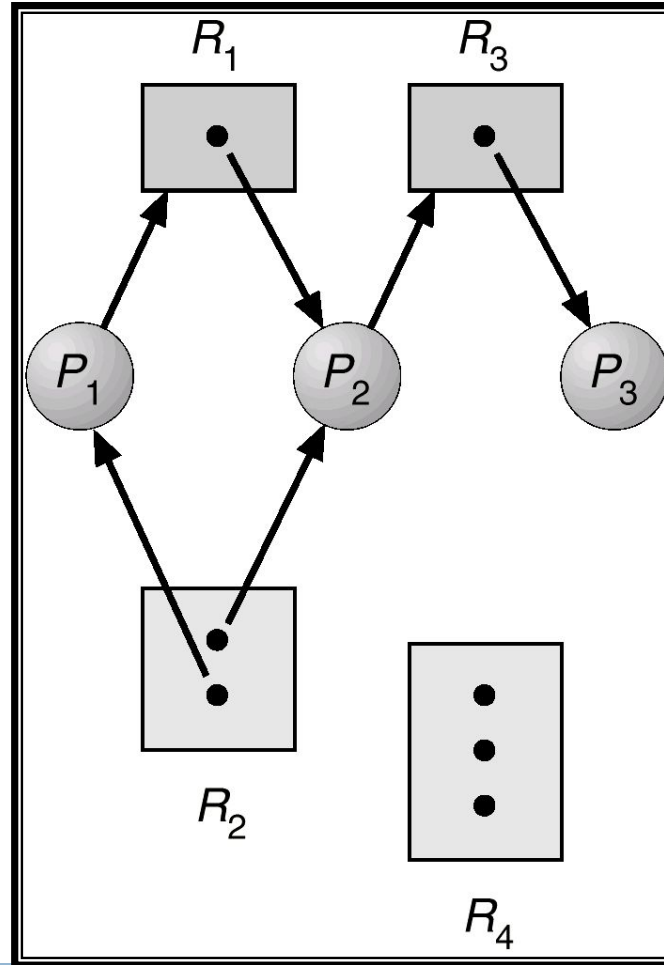 R₁ R₃
P₁ P₂ P₃
R₂
R₄